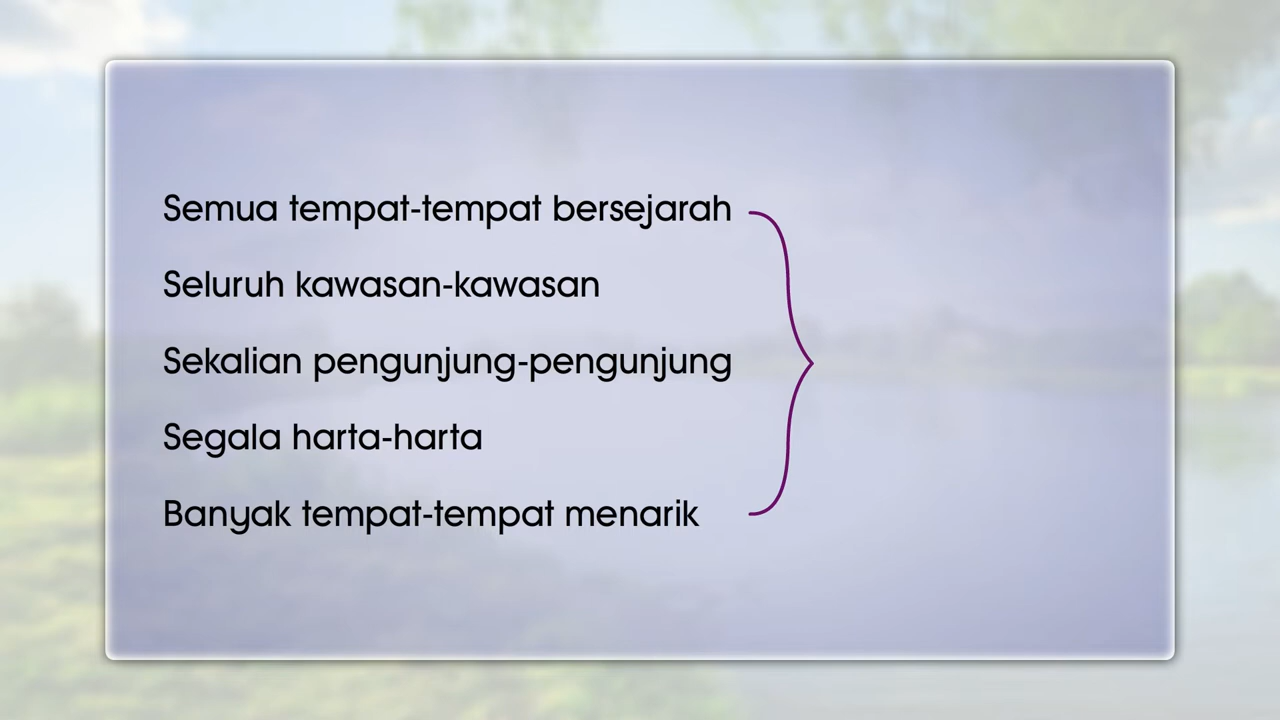 Semua tempat-tempat bersejarah
Seluruh kawasan-kawasan
Sekalian pengunjung-pengunjung
Segala harta-harta
Banyak tempat-tempat menarik